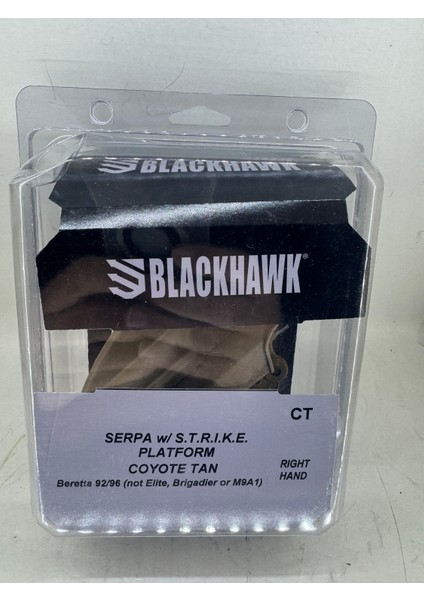 BLACKHAWK
BLACKHAWK®
CT
SERPA w/ S.T.R.I.K.E.
PLATFORM
COYOTE TAN
Beretta 92/96 (not Elite, Brigadier or M9A1)
RIGHT
HAND